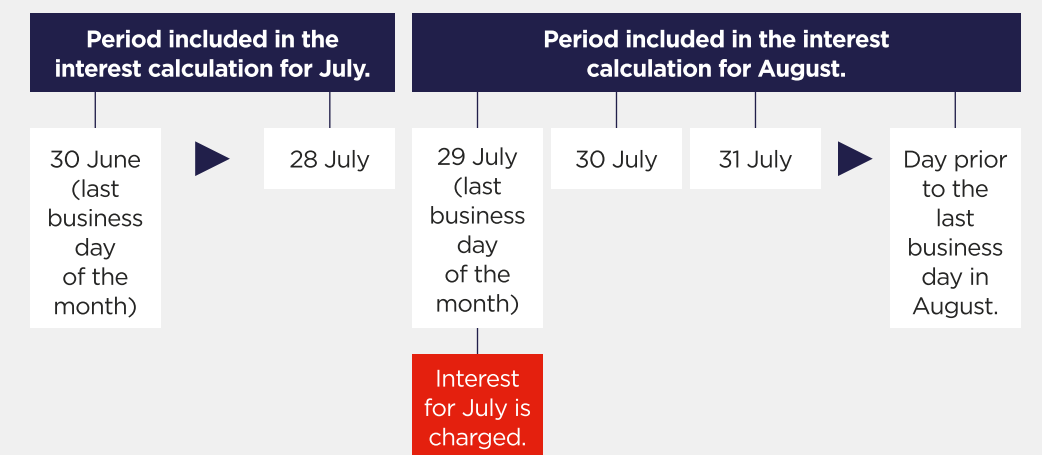 Period included in the
interest calculation for July.
Period included in the interest
calculation for August.
30 June
(last
business
day
of the
month)
28 July
29 July
(last
business
day
of the
month)
30 July
31 July
Day prior
to the
last
business
day in
August.
Interest
for July is
charged.